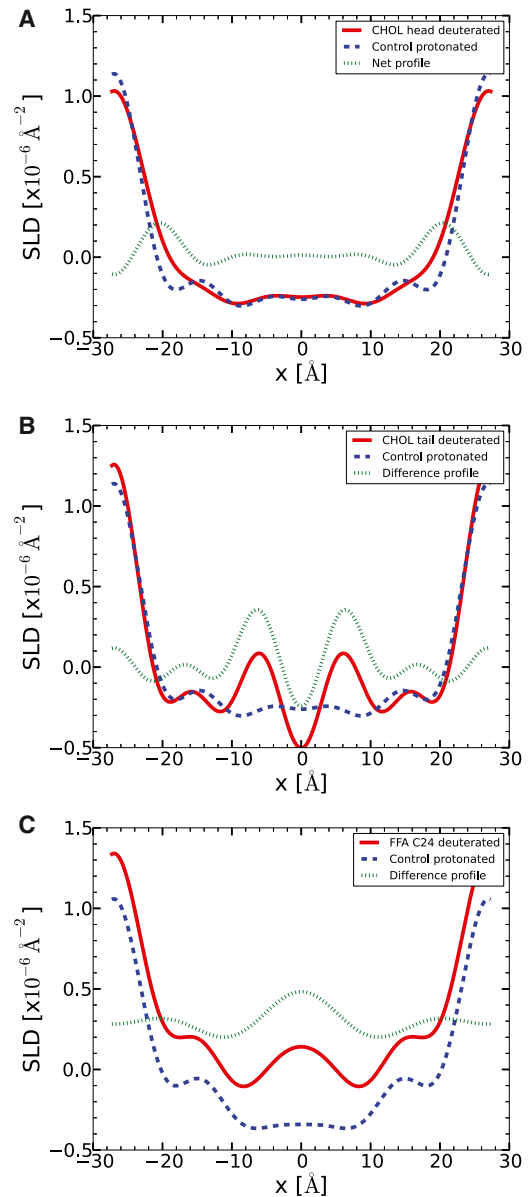 A
CHOL head deuterated
Control protonated
Net profile
SLD [x10⁻⁶ Å⁻²]
1.5
1.0
0.5
0.0
−0.5
−30 −20 −10 0 10 20 30
x [Å]
B
CHOL tail deuterated
Control protonated
Difference profile
SLD [x10⁻⁶ Å⁻²]
1.5
1.0
0.5
0.0
−0.5
−30 −20 −10 0 10 20 30
x [Å]
C
FFA C24 deuterated
Control protonated
Difference profile
SLD [x10⁻⁶ Å⁻²]
1.5
1.0
0.5
0.0
−0.5
−30 −20 −10 0 10 20 30
x [Å]